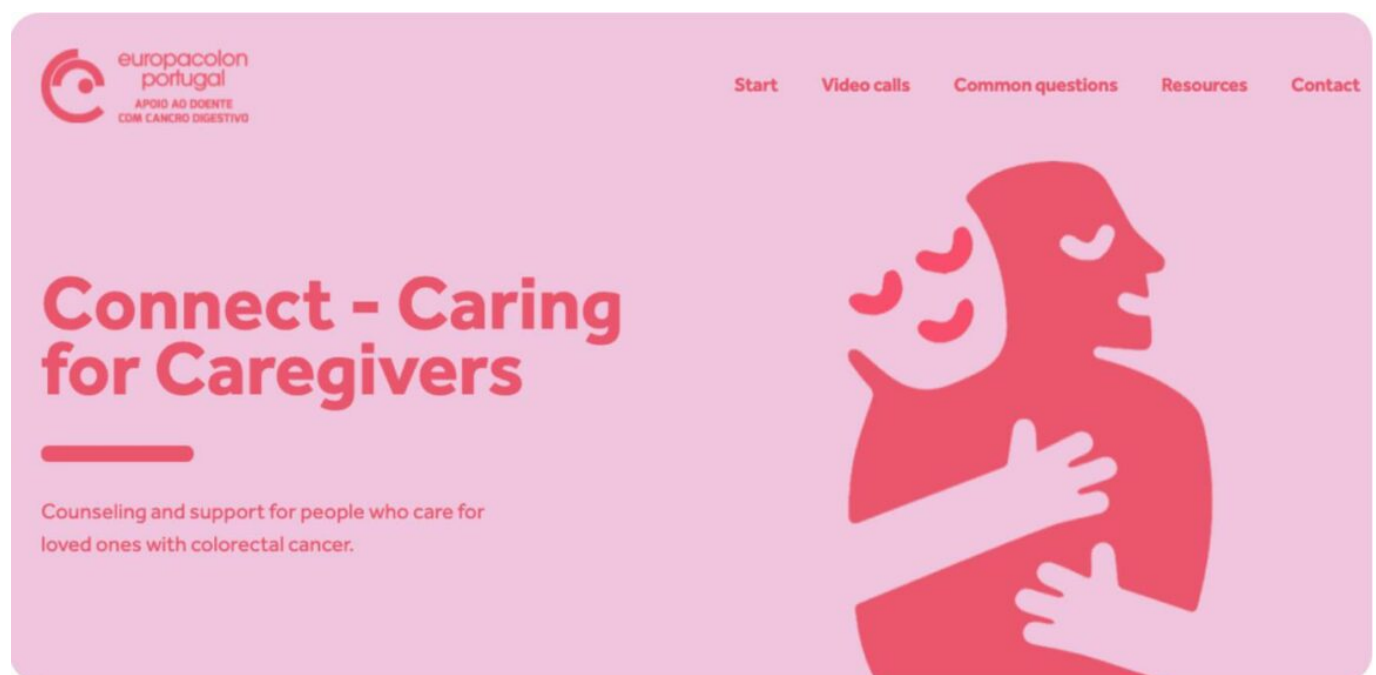 europacolon
portugal
APOIO AO DOENTE
COM CANCRO DIGESTIVO
Start Video calls Common questions Resources Contact
Connect - Caring
for Caregivers
Counseling and support for people who care for
loved ones with colorectal cancer.